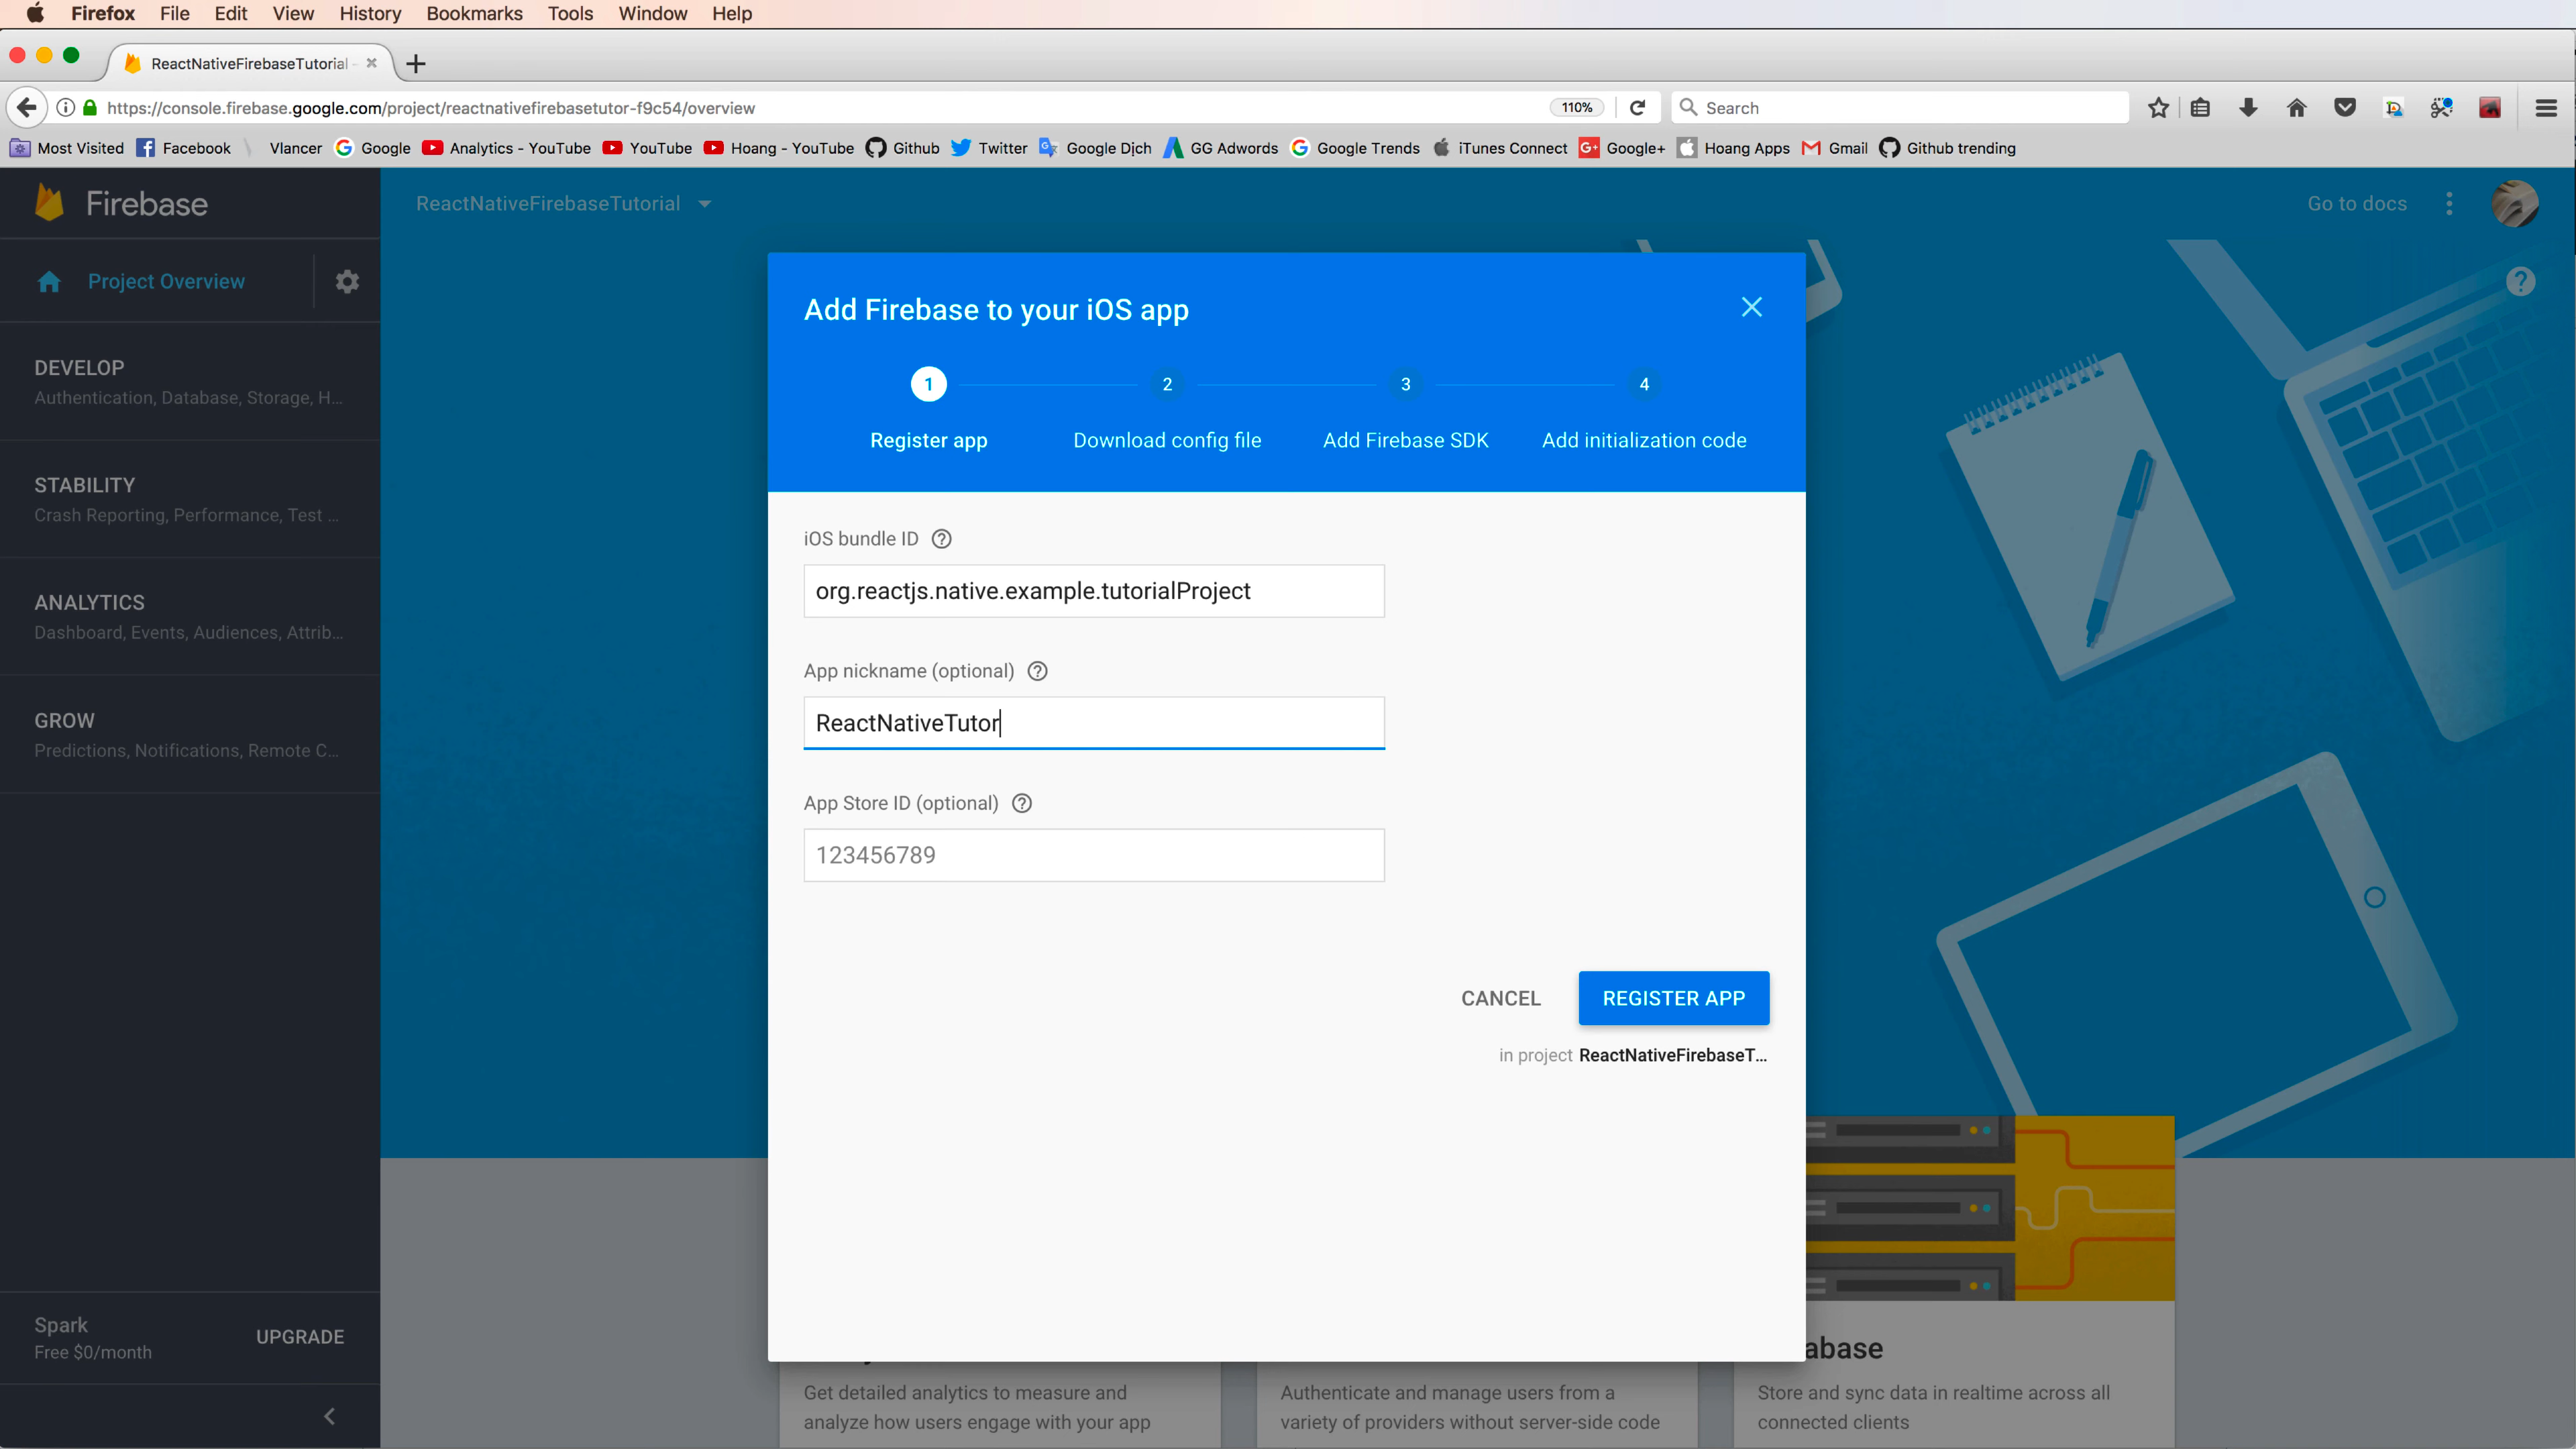 Firefox File Edit View History Bookmarks Tools Window Help
ReactNativeFirebaseTutorial -
https://console.firebase.google.com/project/reactnativefirebasetutor-f9c54/overview 110% Search
Most Visited Facebook Vlancer Google Analytics - YouTube YouTube Hoang - YouTube Github Twitter Google Dịch GG Adwords Google Trends iTunes Connect G+ Google+ Hoang Apps Gmail Github trending
Firebase
ReactNativeFirebaseTutorial
Go to docs
Project Overview
DEVELOP
Authentication, Database, Storage, H...
STABILITY
Crash Reporting, Performance, Test ...
ANALYTICS
Dashboard, Events, Audiences, Attrib...
GROW
Predictions, Notifications, Remote C...
Spark
Free $0/month
UPGRADE
Add Firebase to your iOS app
1 2 3 4
Register app Download config file Add Firebase SDK Add initialization code
iOS bundle ID ?
org.reactjs.native.example.tutorialProject
App nickname (optional) ?
ReactNativeTutor
App Store ID (optional) ?
123456789
CANCEL REGISTER APP
in project ReactNativeFirebaseT...
abase
Get detailed analytics to measure and
analyze how users engage with your app
Authenticate and manage users from a
variety of providers without server-side code
Store and sync data in realtime across all
connected clients